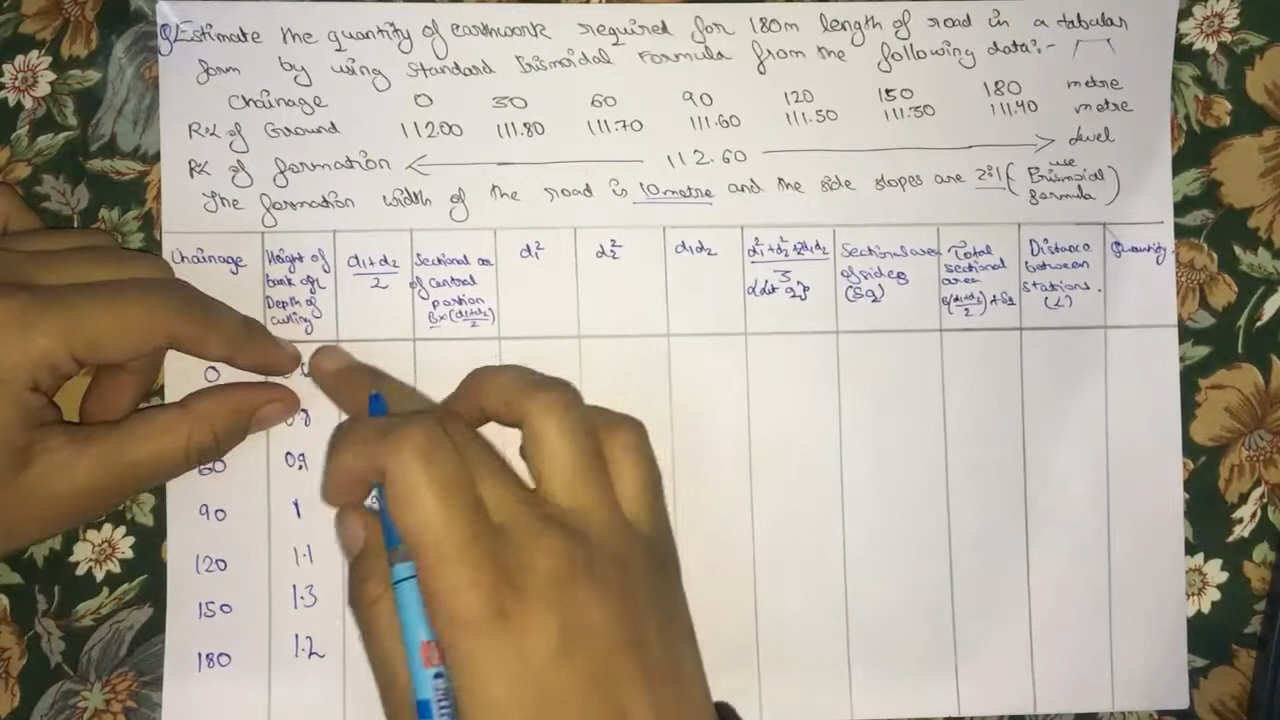 Q Estimate the quantity of earthwork required for 180m length of road in a tabular
form by using Standard Prismoidal Formula from the following data:-
Chainage 0 30 60 90 120 150 180 metre
R.L of Ground 112.00 111.80 111.70 111.60 111.50 111.30 111.40 metre
R.L of formation ← 112.60 → level
The formation width of the road is 10 metre and the side slopes are 2:1 (use Prismoidal formula)
Chainage | Height of bank or Depth of cutting | d1+d2/2 | Sectional area of central portion B×(d1+d2/2) | d1² | d2² | d1d2 | d1²+d2²+d1d2/3 | Sectional area of sides (Sq) | Total sectional area B(d1+d2/2)+Sq | Distance between stations. (L) | Quantity
0
0.8
60 0.9
90 1
120 1.1
150 1.3
180 1.2